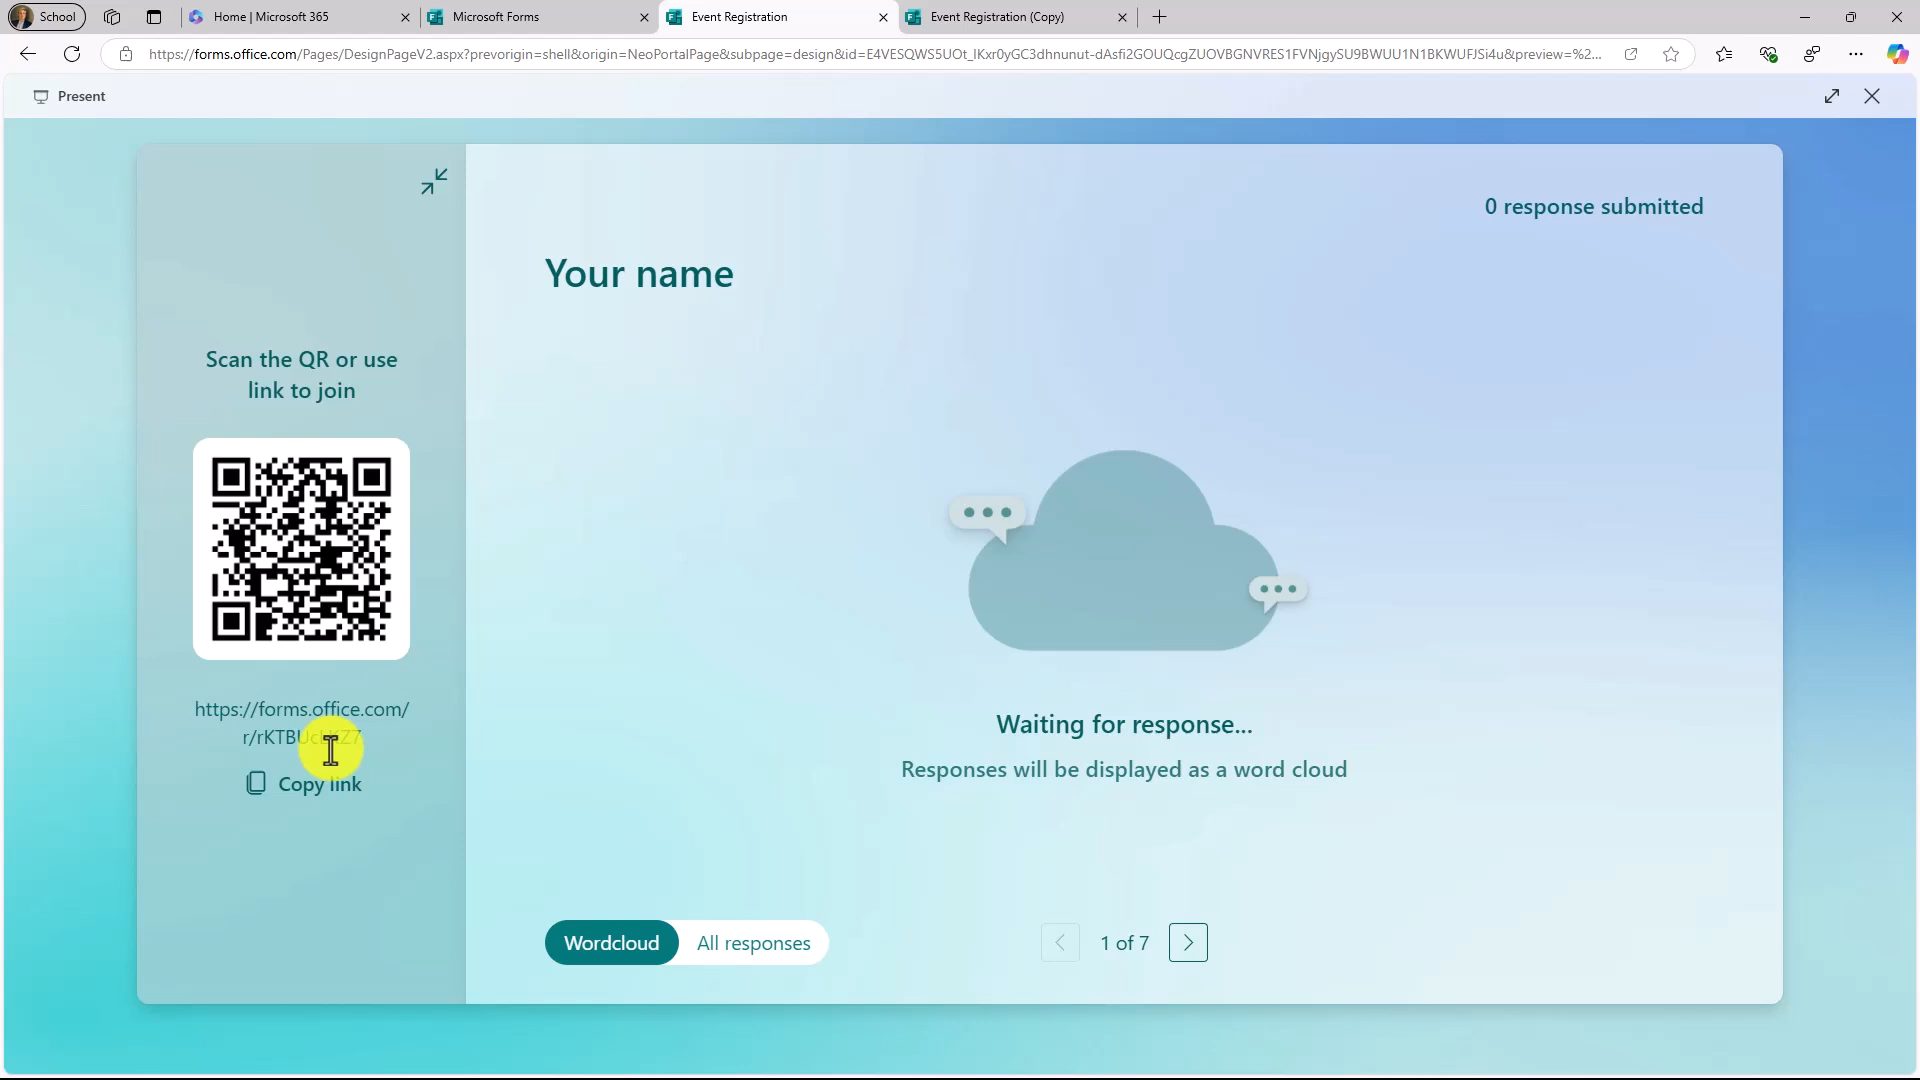 School
Home | Microsoft 365
Microsoft Forms
Event Registration
Event Registration (Copy)
https://forms.office.com/Pages/DesignPageV2.aspx?prevorigin=shell&origin=NeoPortalPage&subpage=design&id=E4VESQWS5UOt_lKxr0yGC3dhnunut-dAsfi2GOUQcgZUOVBGNVRES1FVNjgySU9BWUU1N1BKWUFJSi4u&preview=%2...
Present
0 response submitted
Your name
Scan the QR or use
link to join
https://forms.office.com/
Copy link
Waiting for response...
Responses will be displayed as a word cloud
Wordcloud
All responses
1 of 7